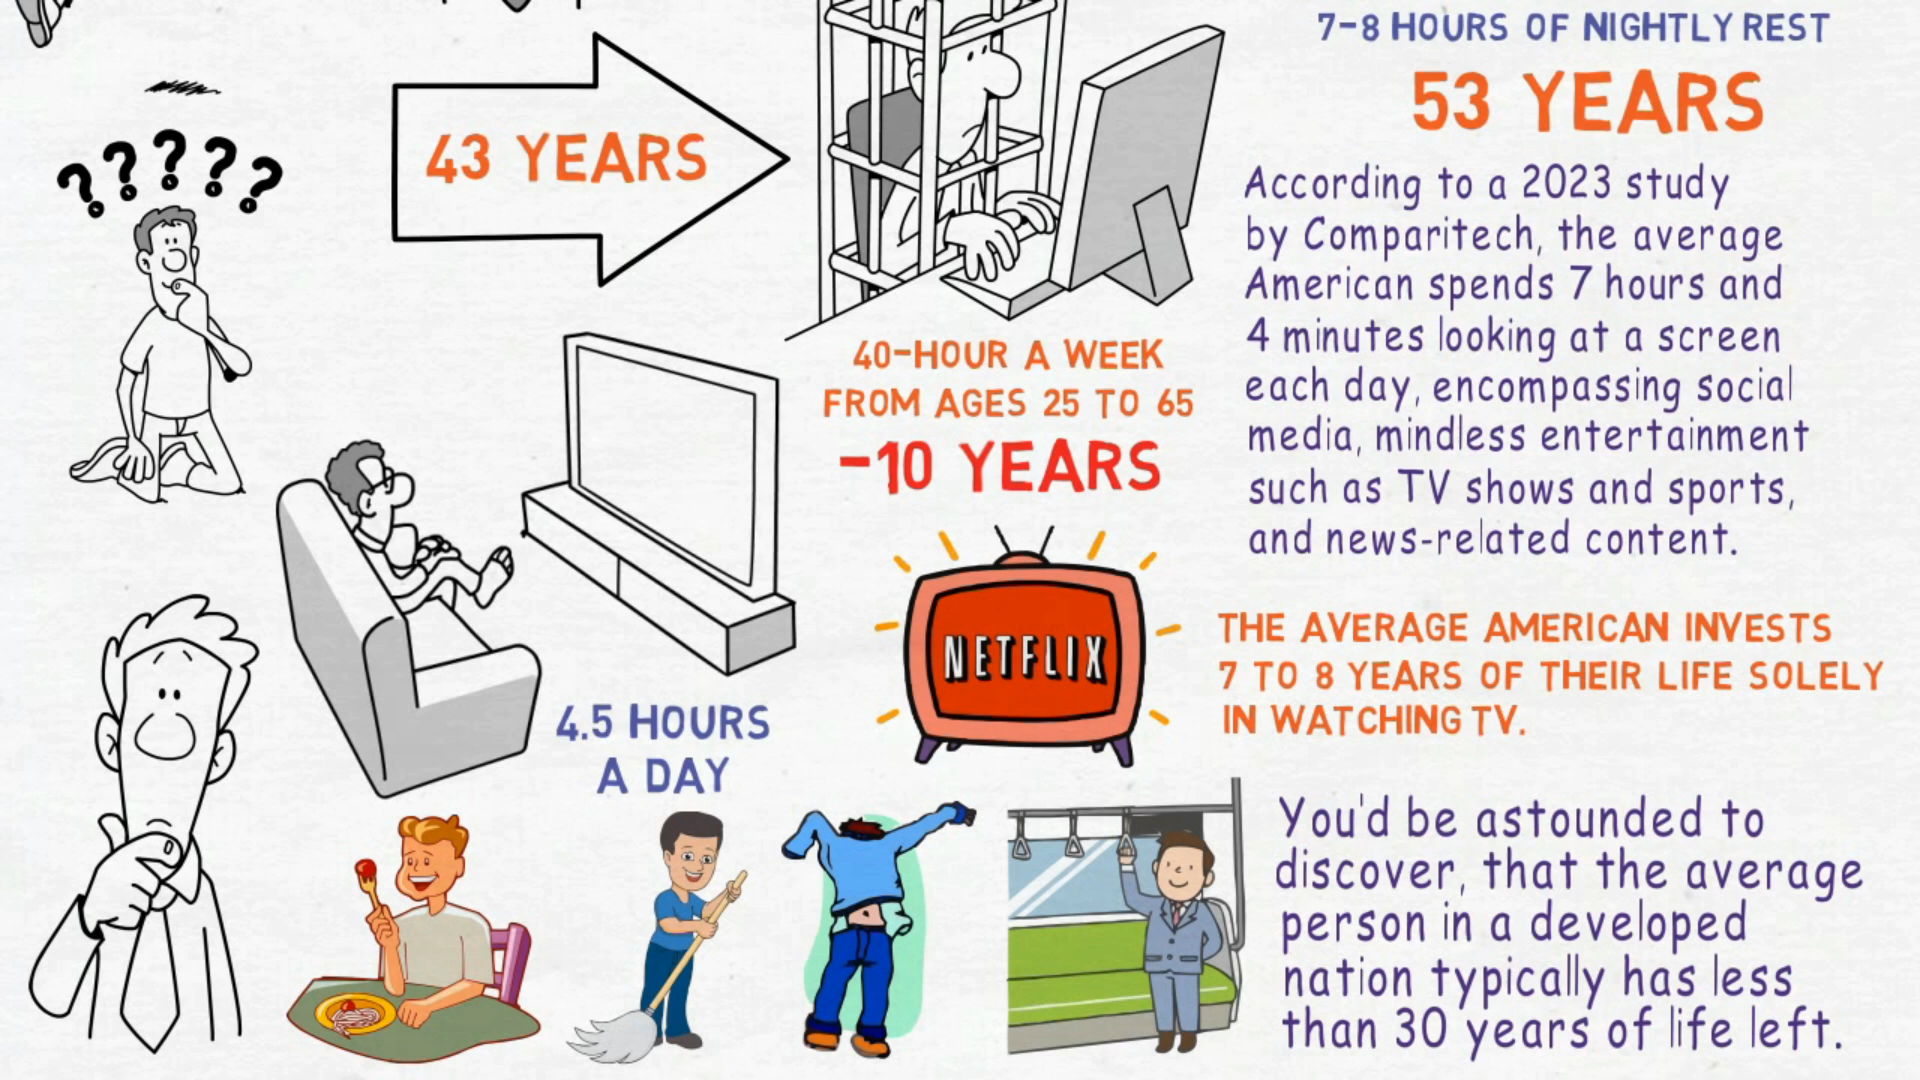 7-8 HOURS OF NIGHTLY REST
53 YEARS
43 YEARS
According to a 2023 study
by Comparitech, the average
American spends 7 hours and
4 minutes looking at a screen
each day, encompassing social
media, mindless entertainment
such as TV shows and sports,
and news-related content.
40-HOUR A WEEK
FROM AGES 25 TO 65
-10 YEARS
NETFLIX
THE AVERAGE AMERICAN INVESTS
7 TO 8 YEARS OF THEIR LIFE SOLELY
IN WATCHING TV.
4.5 HOURS
A DAY
You'd be astounded to
discover, that the average
person in a developed
nation typically has less
than 30 years of life left.
? ? ? ? ?